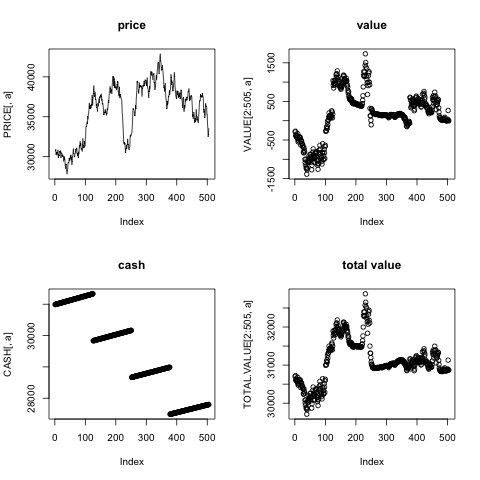 price
PRICE[, a]
30000 35000 40000
0 100 200 300 400 500
Index
value
VALUE[2:505, a]
-1500 -500 500 1500
0 100 200 300 400 500
Index
cash
CASH[, a]
28000 30000
0 100 200 300 400 500
Index
total value
TOTAL.VALUE[2:505, a]
30000 31000 32000
0 100 200 300 400 500
Index